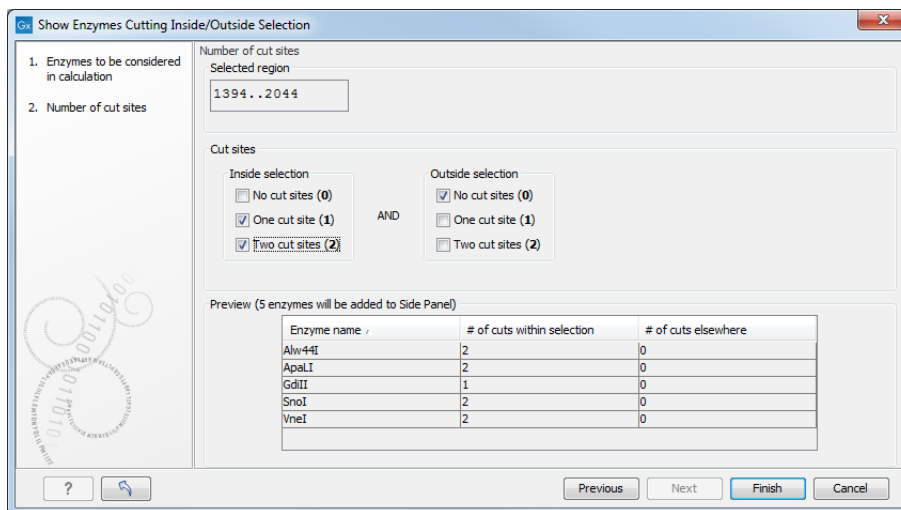 Gx Show Enzymes Cutting Inside/Outside Selection
X
1. Enzymes to be considered
in calculation
2. Number of cut sites
Number of cut sites
Selected region
1394..2044
Cut sites
Inside selection
No cut sites (0)
One cut site (1)
Two cut sites (2)
AND
Outside selection
No cut sites (0)
One cut site (1)
Two cut sites (2)
Preview (5 enzymes will be added to Side Panel)
Enzyme name # of cuts within selection # of cuts elsewhere
Alw44I 2 0
ApaLI 2 0
GdiII 1 0
SnoI 2 0
VneI 2 0
? Previous Next Finish Cancel